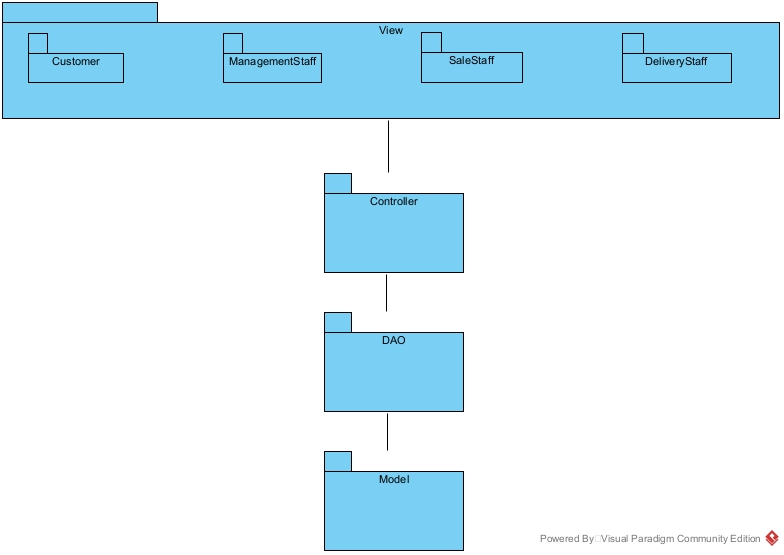 View
Customer
ManagementStaff
SaleStaff
DeliveryStaff
Controller
DAO
Model
Powered By Visual Paradigm Community Edition